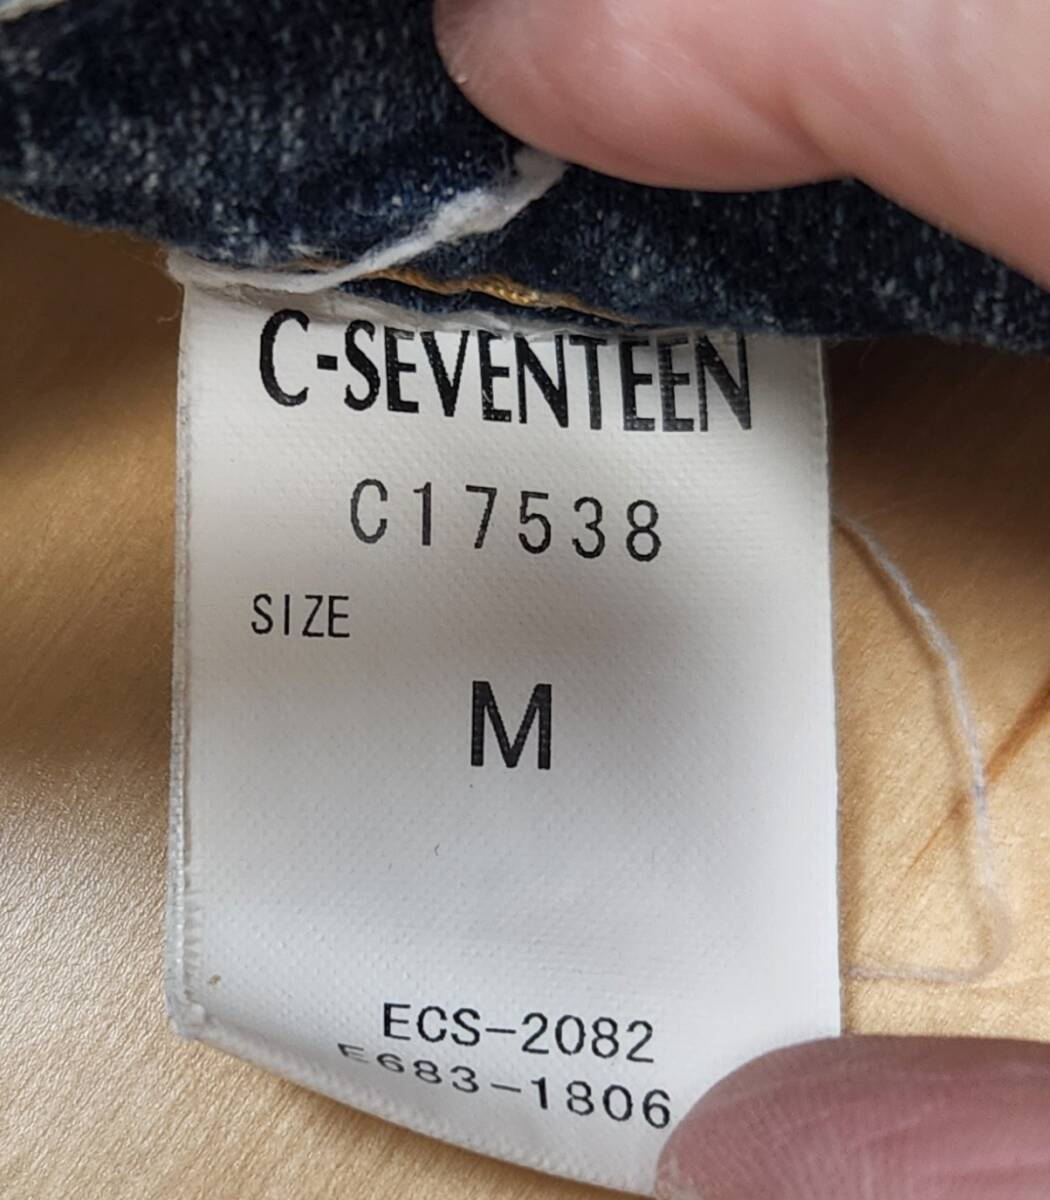 C-SEVENTEEN
C17538
SIZE
M
ECS-2082
E683-1806